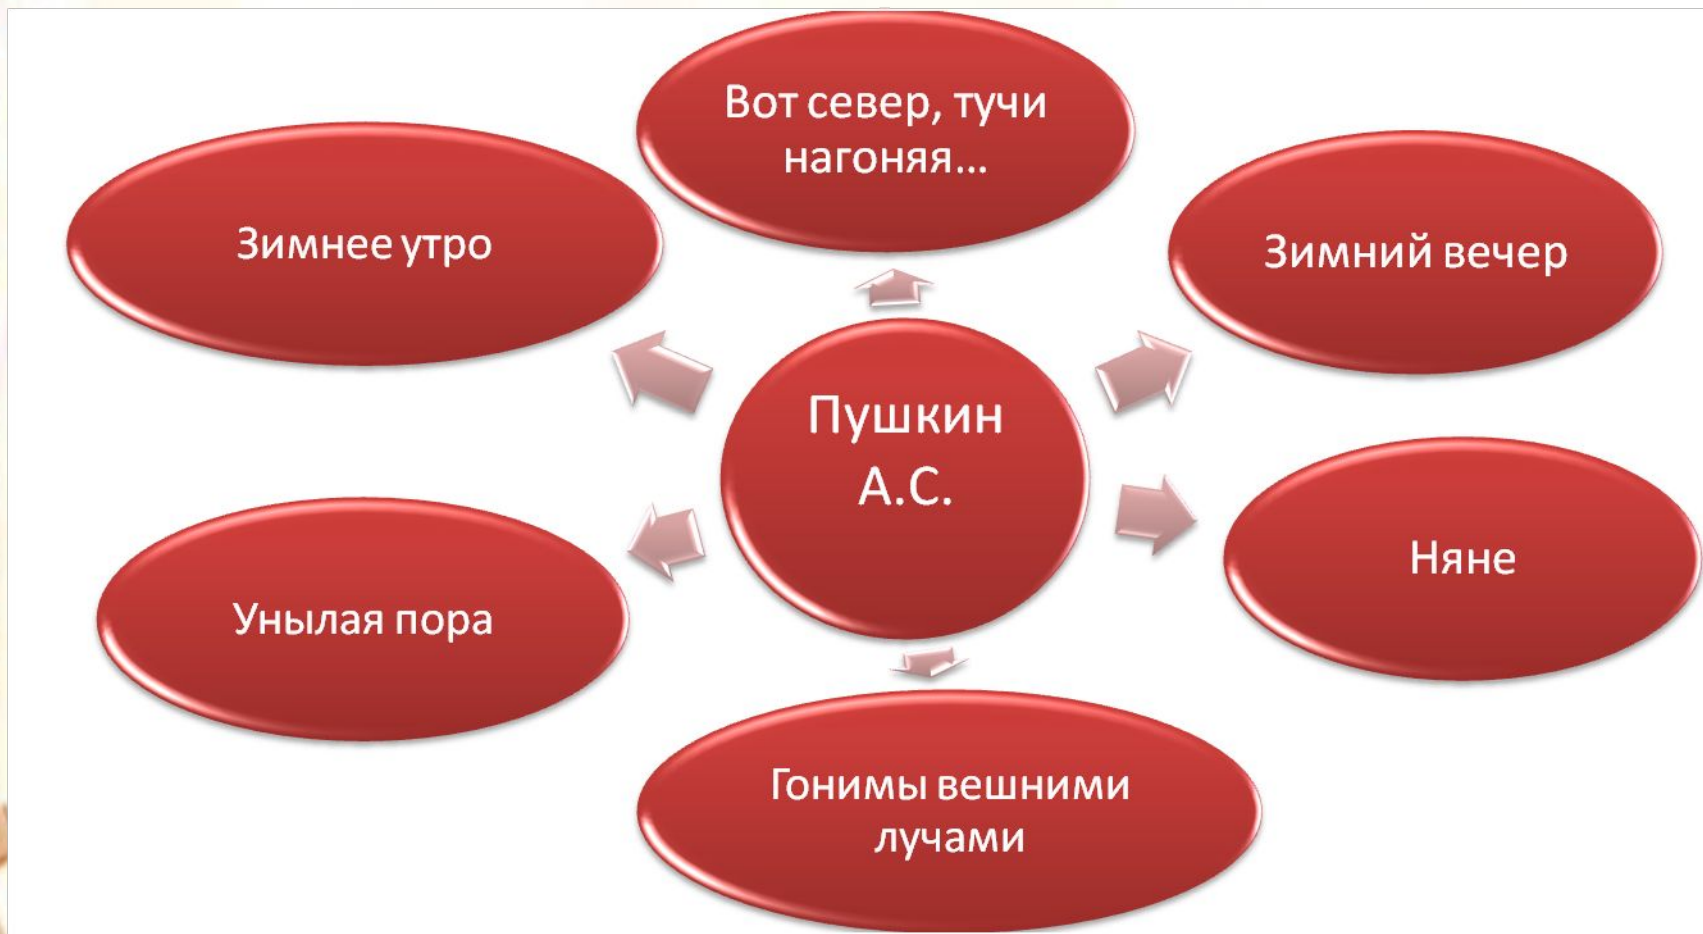 Вот север, тучи
нагоняя...
Зимнее утро
Зимний вечер
Пушкин
А.С.
Няне
Унылая пора
Гонимы вешними
лучами